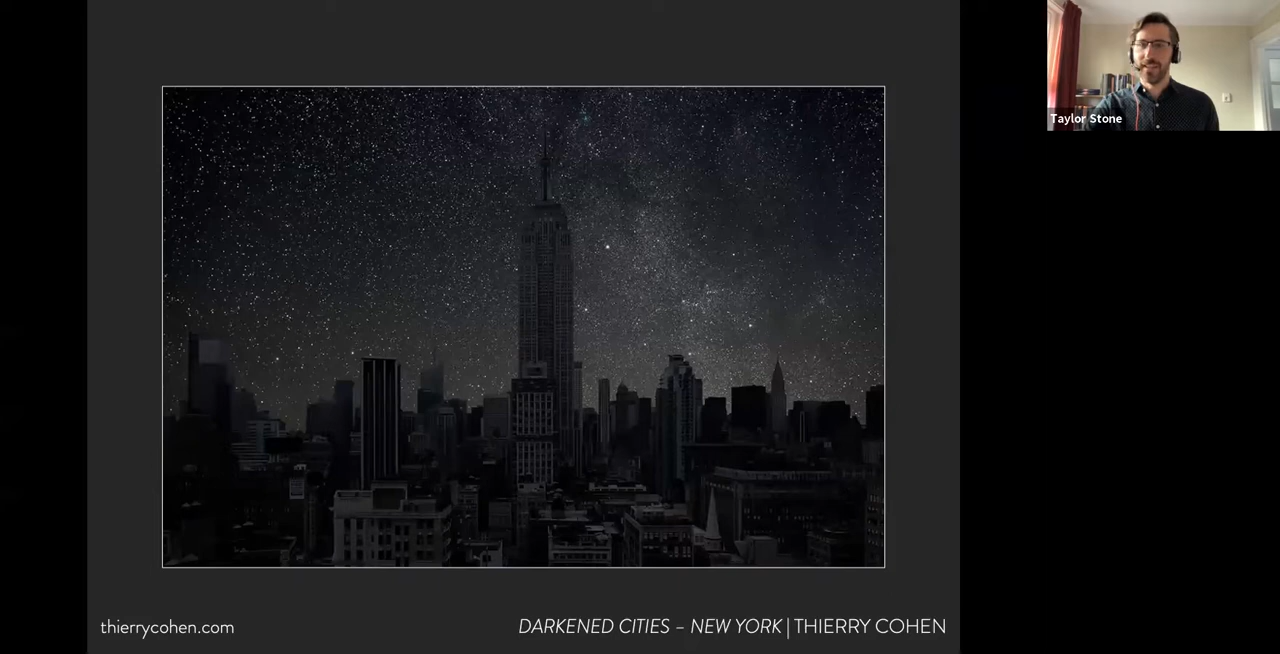 Taylor Stone
thierrycohen.com
DARKENED CITIES – NEW YORK | THIERRY COHEN